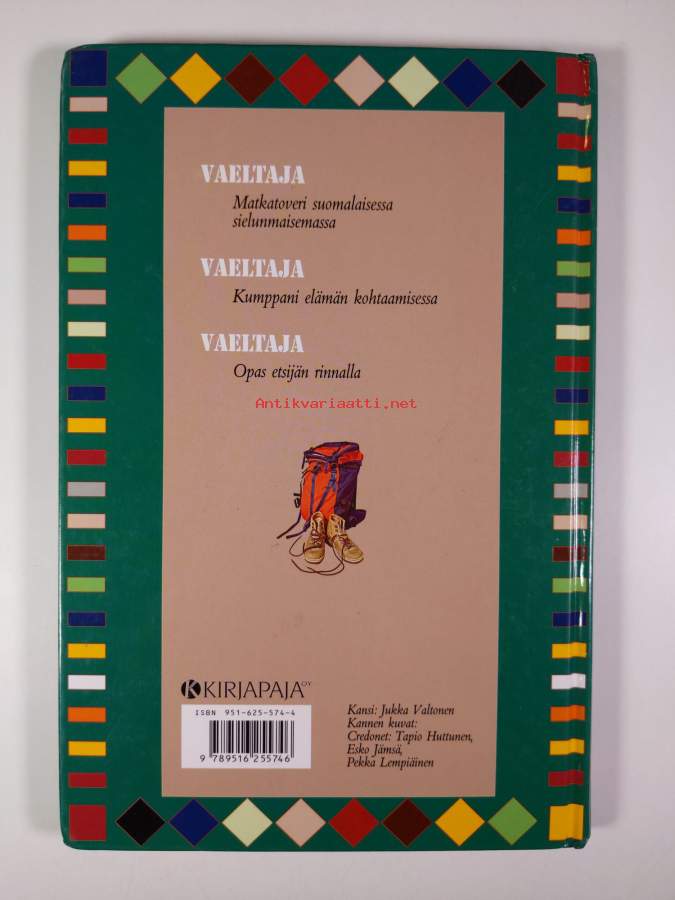 VAELTAJA
Matkatoveri suomalaisessa
sielunmaisemassa
VAELTAJA
Kumppani elämän kohtaamisessa
VAELTAJA
Opas etsijän rinnalla
Antikvariaatti.net
KIRJAPAJA OY
ISBN 951-625-574-4
9 789516 255746
Kansi: Jukka Valtonen
Kannen kuvat:
Credonet: Tapio Huttunen,
Esko Jämsä,
Pekka Lempiäinen